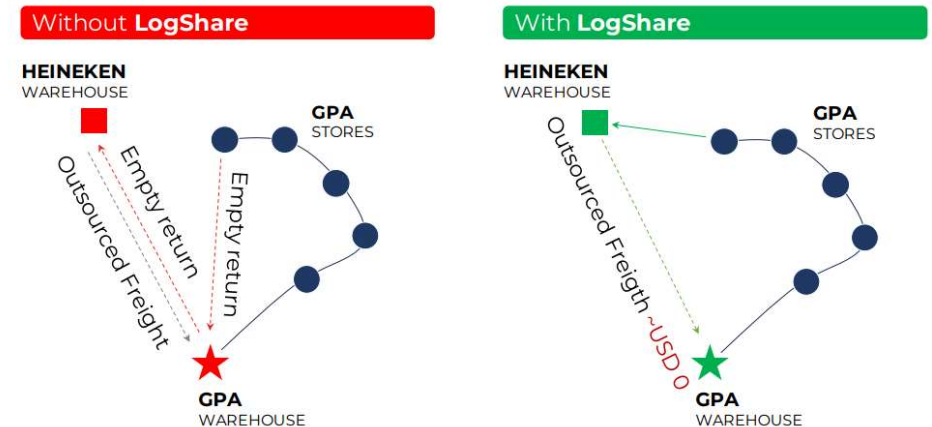 Without LogShare
HEINEKEN
WAREHOUSE
GPA
STORES
Empty return
Outsourced Freight
Empty return
GPA
WAREHOUSE
With LogShare
HEINEKEN
WAREHOUSE
GPA
STORES
Outsourced Freigth ~USD 0
GPA
WAREHOUSE